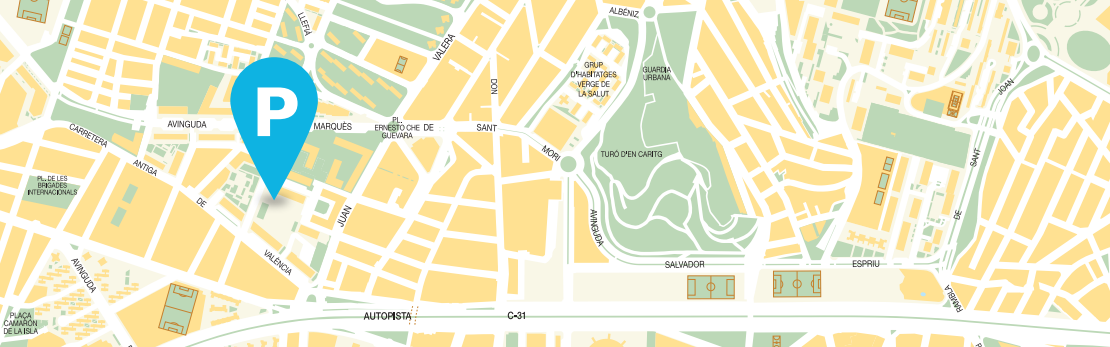 ALBÉNIZ
LLEFIÀ
VALERA
GRUP
D'HABITATGES
VERGE DE
LA SALUT
GUARDIA
URBANA
DON
JOAN
P
AVINGUDA
MARQUÈS
PL.
ERNESTO CHE
GUEVARA
DE
SANT
MORI
CARRETERA
ANTIGA
DE
VALÈNCIA
TURÓ D'EN CARITG
SANT
DE
RAMBLA
PL. DE LES
BRIGADES
INTERNACIONALS
JUAN
AVINGUDA
SALVADOR
ESPRIU
AVINGUDA
PLAÇA
CAMARÓN
DE LA ISLA
AUTOPISTA
C-31